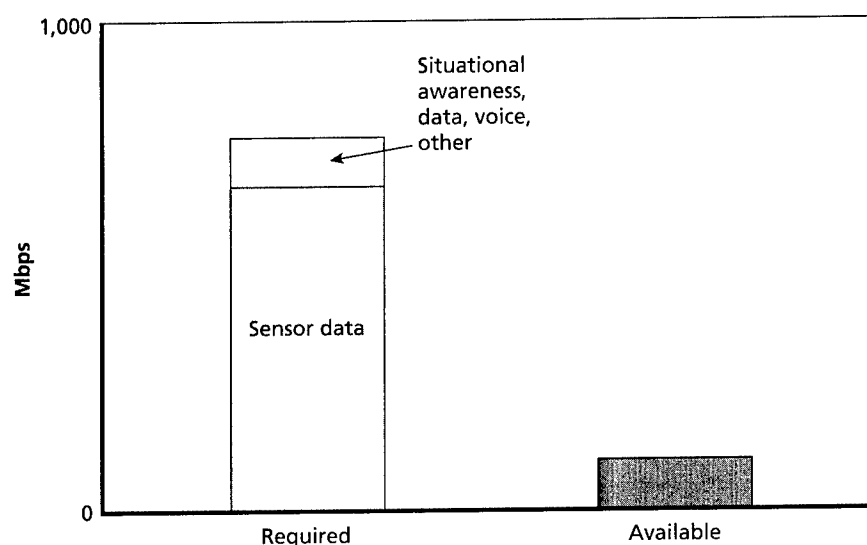 1,000
Situational
awareness,
data, voice,
other
Mbps
Sensor data
0
Required
Available